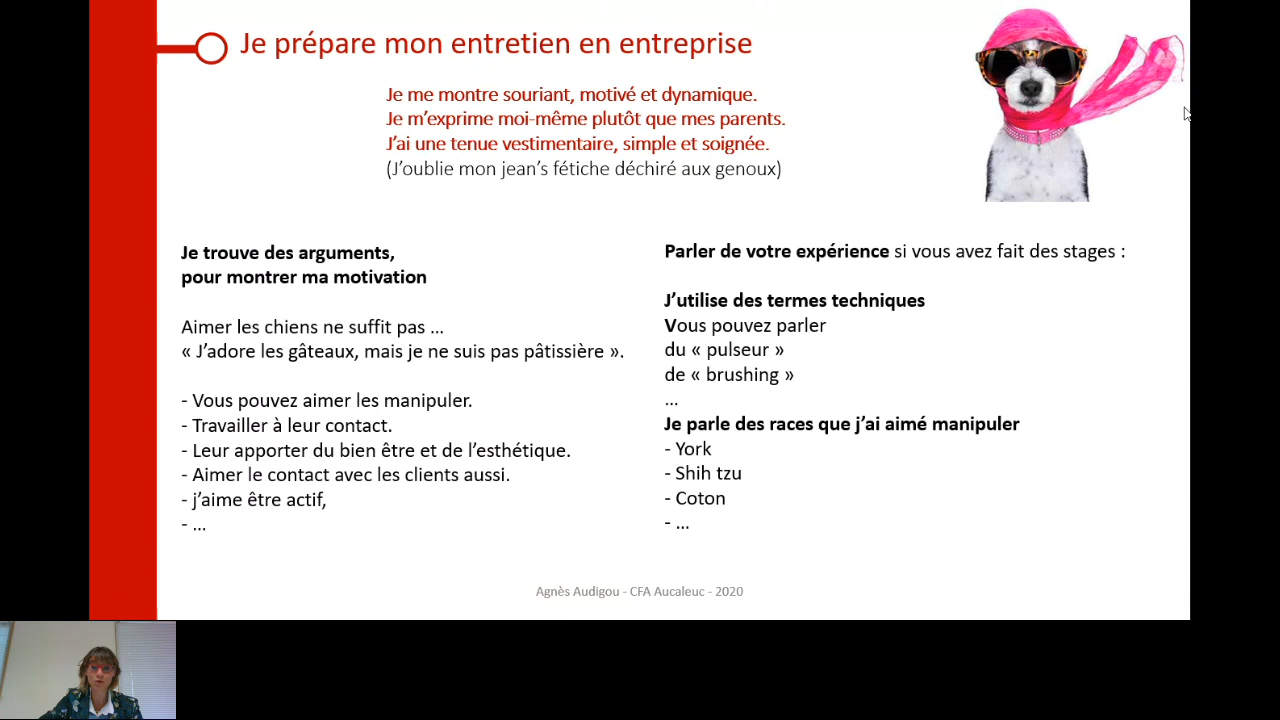 Je prépare mon entretien en entreprise
Je me montre souriant, motivé et dynamique.
Je m’exprime moi-même plutôt que mes parents.
J’ai une tenue vestimentaire, simple et soignée.
(J’oublie mon jean’s fétiche déchiré aux genoux)
Je trouve des arguments,
pour montrer ma motivation
Aimer les chiens ne suffit pas ...
« J’adore les gâteaux, mais je ne suis pas pâtissière ».
- Vous pouvez aimer les manipuler.
- Travailler à leur contact.
- Leur apporter du bien être et de l’esthétique.
- Aimer le contact avec les clients aussi.
- j’aime être actif,
- ...
Parler de votre expérience si vous avez fait des stages :
J’utilise des termes techniques
Vous pouvez parler
du « pulseur »
de « brushing »
...
Je parle des races que j’ai aimé manipuler
- York
- Shih tzu
- Coton
- ...
Agnès Audigou - CFA Aucaleuc - 2020